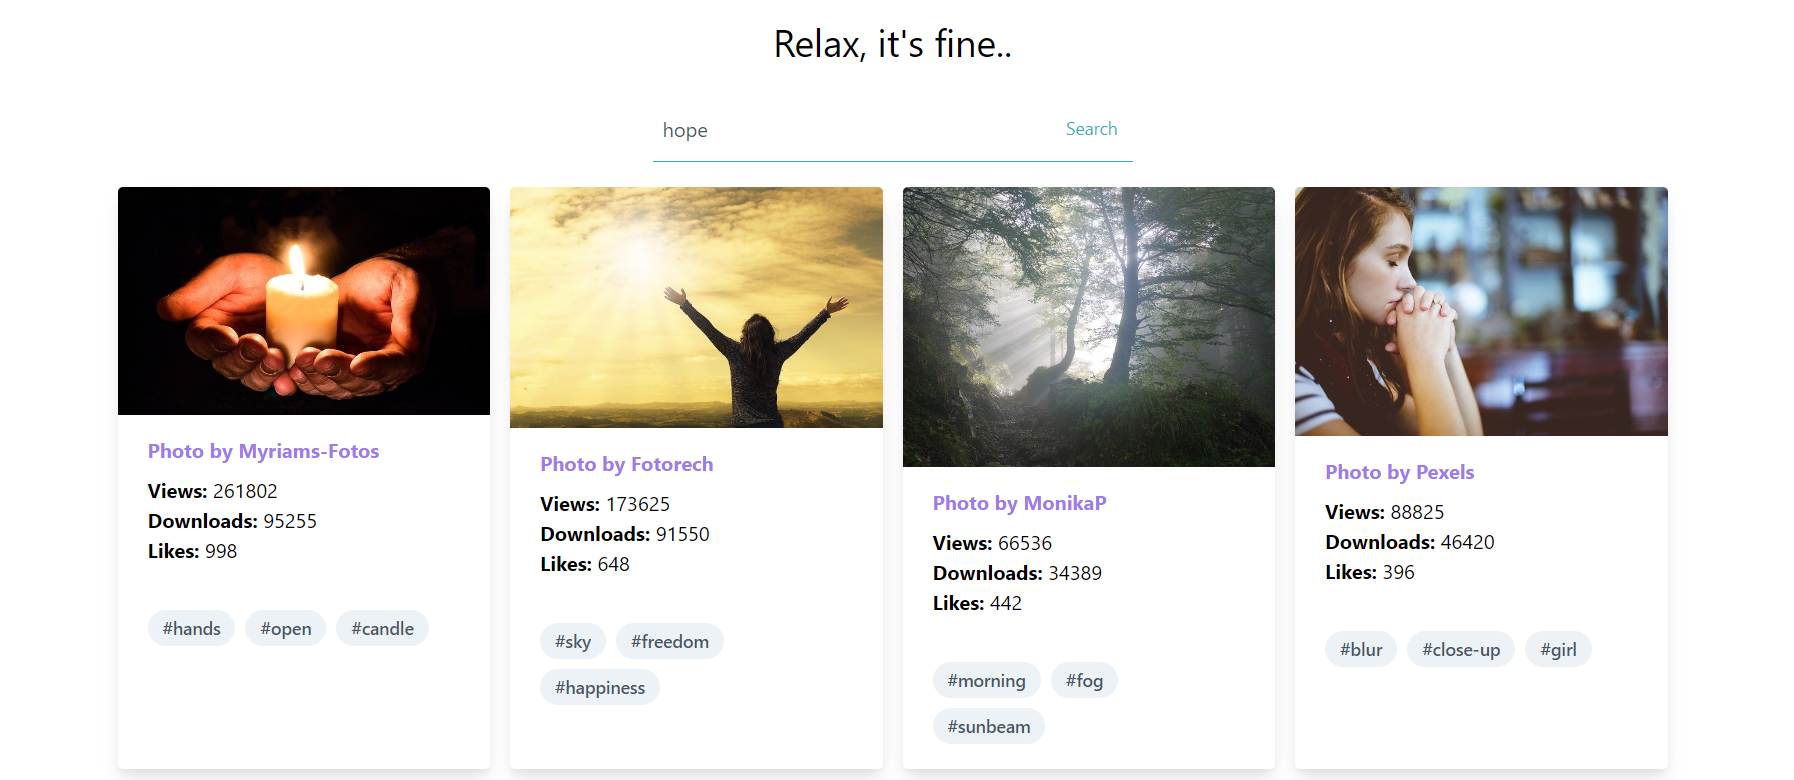 Relax, it's fine..
hope
Search
Photo by Myriams-Fotos
Views: 261802
Downloads: 95255
Likes: 998
#hands #open #candle
Photo by Fotorech
Views: 173625
Downloads: 91550
Likes: 648
#sky #freedom
#happiness
Photo by MonikaP
Views: 66536
Downloads: 34389
Likes: 442
#morning #fog
#sunbeam
Photo by Pexels
Views: 88825
Downloads: 46420
Likes: 396
#blur #close-up #girl